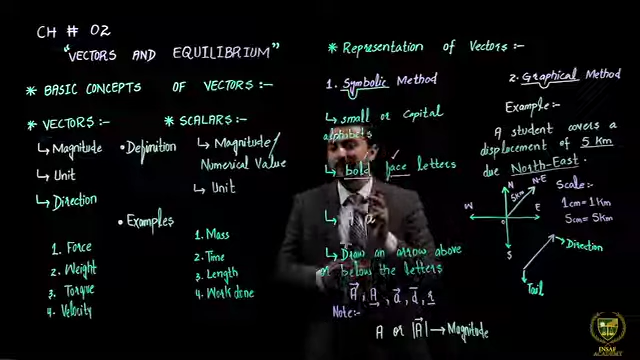 CH # 02
"VECTORS AND EQUILIBRIUM"
* BASIC CONCEPTS OF VECTORS:-
* VECTORS:-
↳ Magnitude
↳ Unit
↳ Direction
• Definition
• Examples
1. Force
2. Weight
3. Torque
4. Velocity
* SCALARS:-
↳ Magnitude/
Numerical Value
↳ Unit
1. Mass
2. Time
3. Length
4. Work done
* Representation of Vectors:-
1. Symbolic Method
↳ small or capital
alphabets
↳ bold face letters
↳ a
↳ Draw an arrow above
or below the letters
A⃗, A, a⃗, d⃗, r
Note:-
A or |A⃗| → Magnitude
2. Graphical Method
Example:-
A student covers a
displacement of 5 Km
due North-East.
N
N-E
5Km
W
E
o
S
Scale:-
1cm = 1Km
5cm = 5Km
Direction
Tail
INSAF
ACADEMY